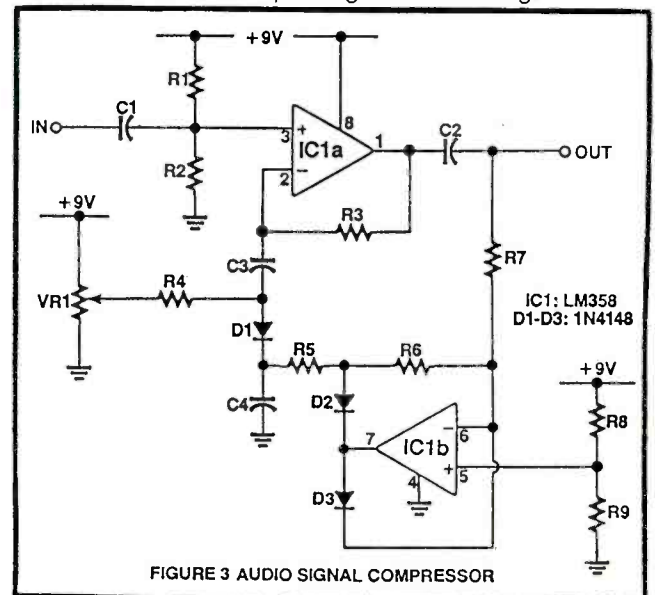 +9V
R1
8
C1
IN
3
+
IC1a
1
C2
OUT
R2
2
−
+9V
R3
R7
C3
VR1
R4
IC1: LM358
D1-D3: 1N4148
D1
R5
R6
+9V
C4
D2
R8
7
−
6
IC1b
4
+
5
D3
R9
FIGURE 3 AUDIO SIGNAL COMPRESSOR